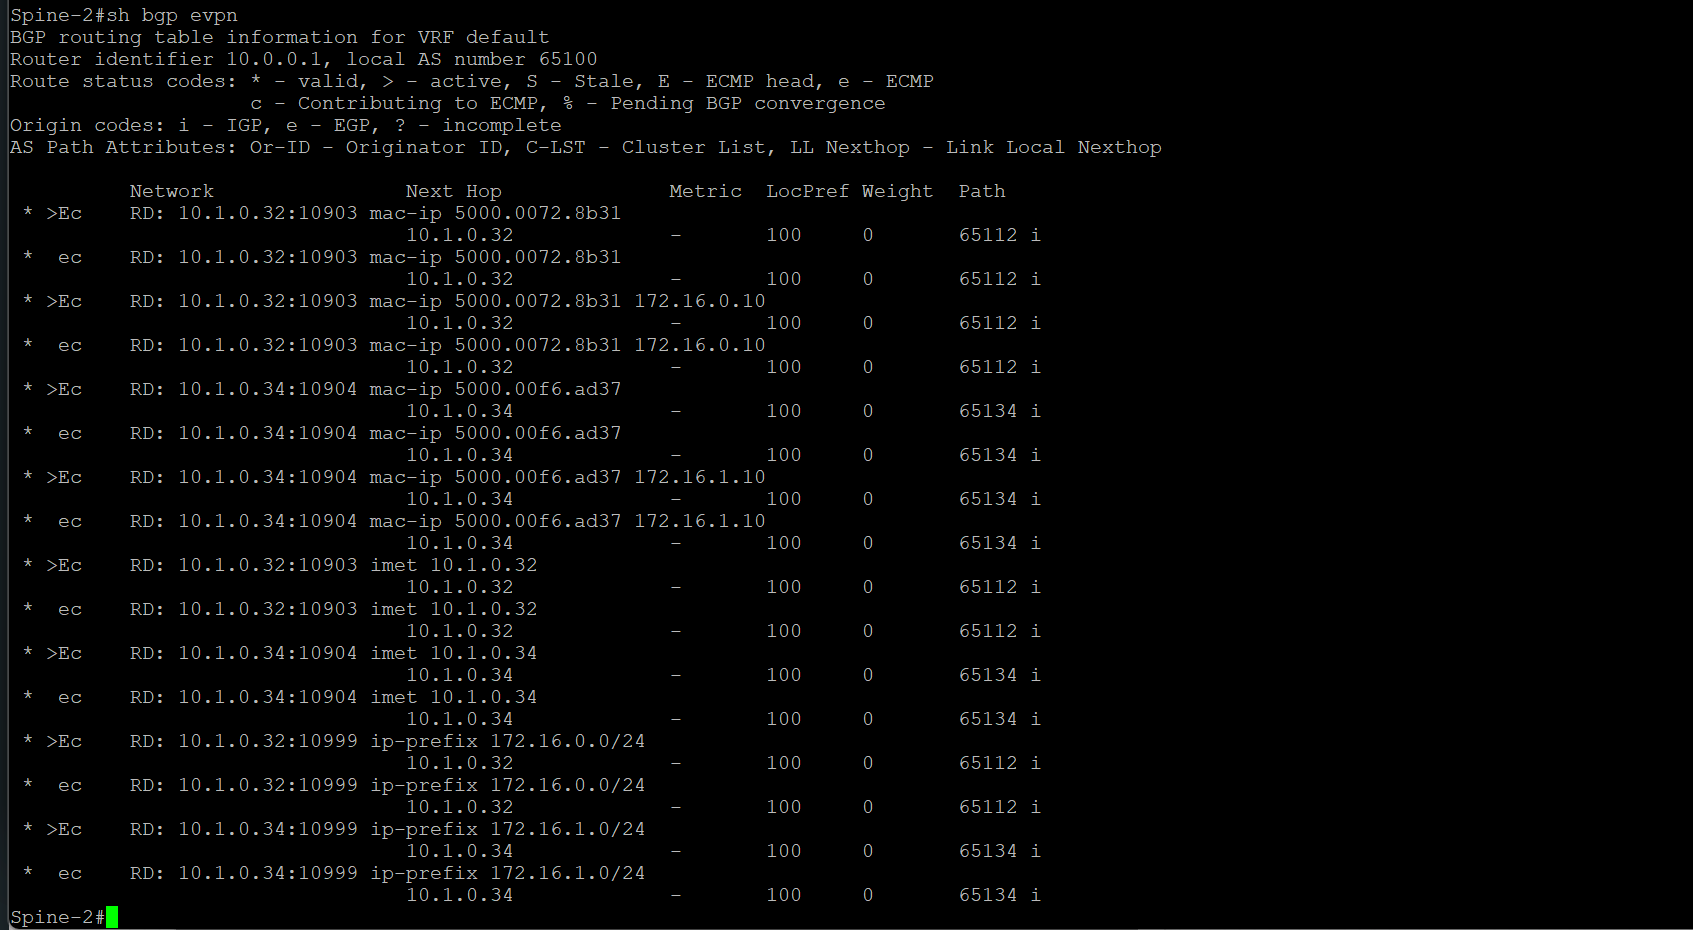 Spine-2#sh bgp evpn
BGP routing table information for VRF default
Router identifier 10.0.0.1, local AS number 65100
Route status codes: * - valid, > - active, S - Stale, E - ECMP head, e - ECMP
                    c - Contributing to ECMP, % - Pending BGP convergence
Origin codes: i - IGP, e - EGP, ? - incomplete
AS Path Attributes: Or-ID - Originator ID, C-LST - Cluster List, LL Nexthop - Link Local Nexthop

          Network                Next Hop              Metric  LocPref Weight  Path
 * >Ec    RD: 10.1.0.32:10903 mac-ip 5000.0072.8b31
                                 10.1.0.32             -       100     0       65112 i
 *  ec    RD: 10.1.0.32:10903 mac-ip 5000.0072.8b31
                                 10.1.0.32             -       100     0       65112 i
 * >Ec    RD: 10.1.0.32:10903 mac-ip 5000.0072.8b31 172.16.0.10
                                 10.1.0.32             -       100     0       65112 i
 *  ec    RD: 10.1.0.32:10903 mac-ip 5000.0072.8b31 172.16.0.10
                                 10.1.0.32             -       100     0       65112 i
 * >Ec    RD: 10.1.0.34:10904 mac-ip 5000.00f6.ad37
                                 10.1.0.34             -       100     0       65134 i
 *  ec    RD: 10.1.0.34:10904 mac-ip 5000.00f6.ad37
                                 10.1.0.34             -       100     0       65134 i
 * >Ec    RD: 10.1.0.34:10904 mac-ip 5000.00f6.ad37 172.16.1.10
                                 10.1.0.34             -       100     0       65134 i
 *  ec    RD: 10.1.0.34:10904 mac-ip 5000.00f6.ad37 172.16.1.10
                                 10.1.0.34             -       100     0       65134 i
 * >Ec    RD: 10.1.0.32:10903 imet 10.1.0.32
                                 10.1.0.32             -       100     0       65112 i
 *  ec    RD: 10.1.0.32:10903 imet 10.1.0.32
                                 10.1.0.32             -       100     0       65112 i
 * >Ec    RD: 10.1.0.34:10904 imet 10.1.0.34
                                 10.1.0.34             -       100     0       65134 i
 *  ec    RD: 10.1.0.34:10904 imet 10.1.0.34
                                 10.1.0.34             -       100     0       65134 i
 * >Ec    RD: 10.1.0.32:10999 ip-prefix 172.16.0.0/24
                                 10.1.0.32             -       100     0       65112 i
 *  ec    RD: 10.1.0.32:10999 ip-prefix 172.16.0.0/24
                                 10.1.0.32             -       100     0       65112 i
 * >Ec    RD: 10.1.0.34:10999 ip-prefix 172.16.1.0/24
                                 10.1.0.34             -       100     0       65134 i
 *  ec    RD: 10.1.0.34:10999 ip-prefix 172.16.1.0/24
                                 10.1.0.34             -       100     0       65134 i
Spine-2#